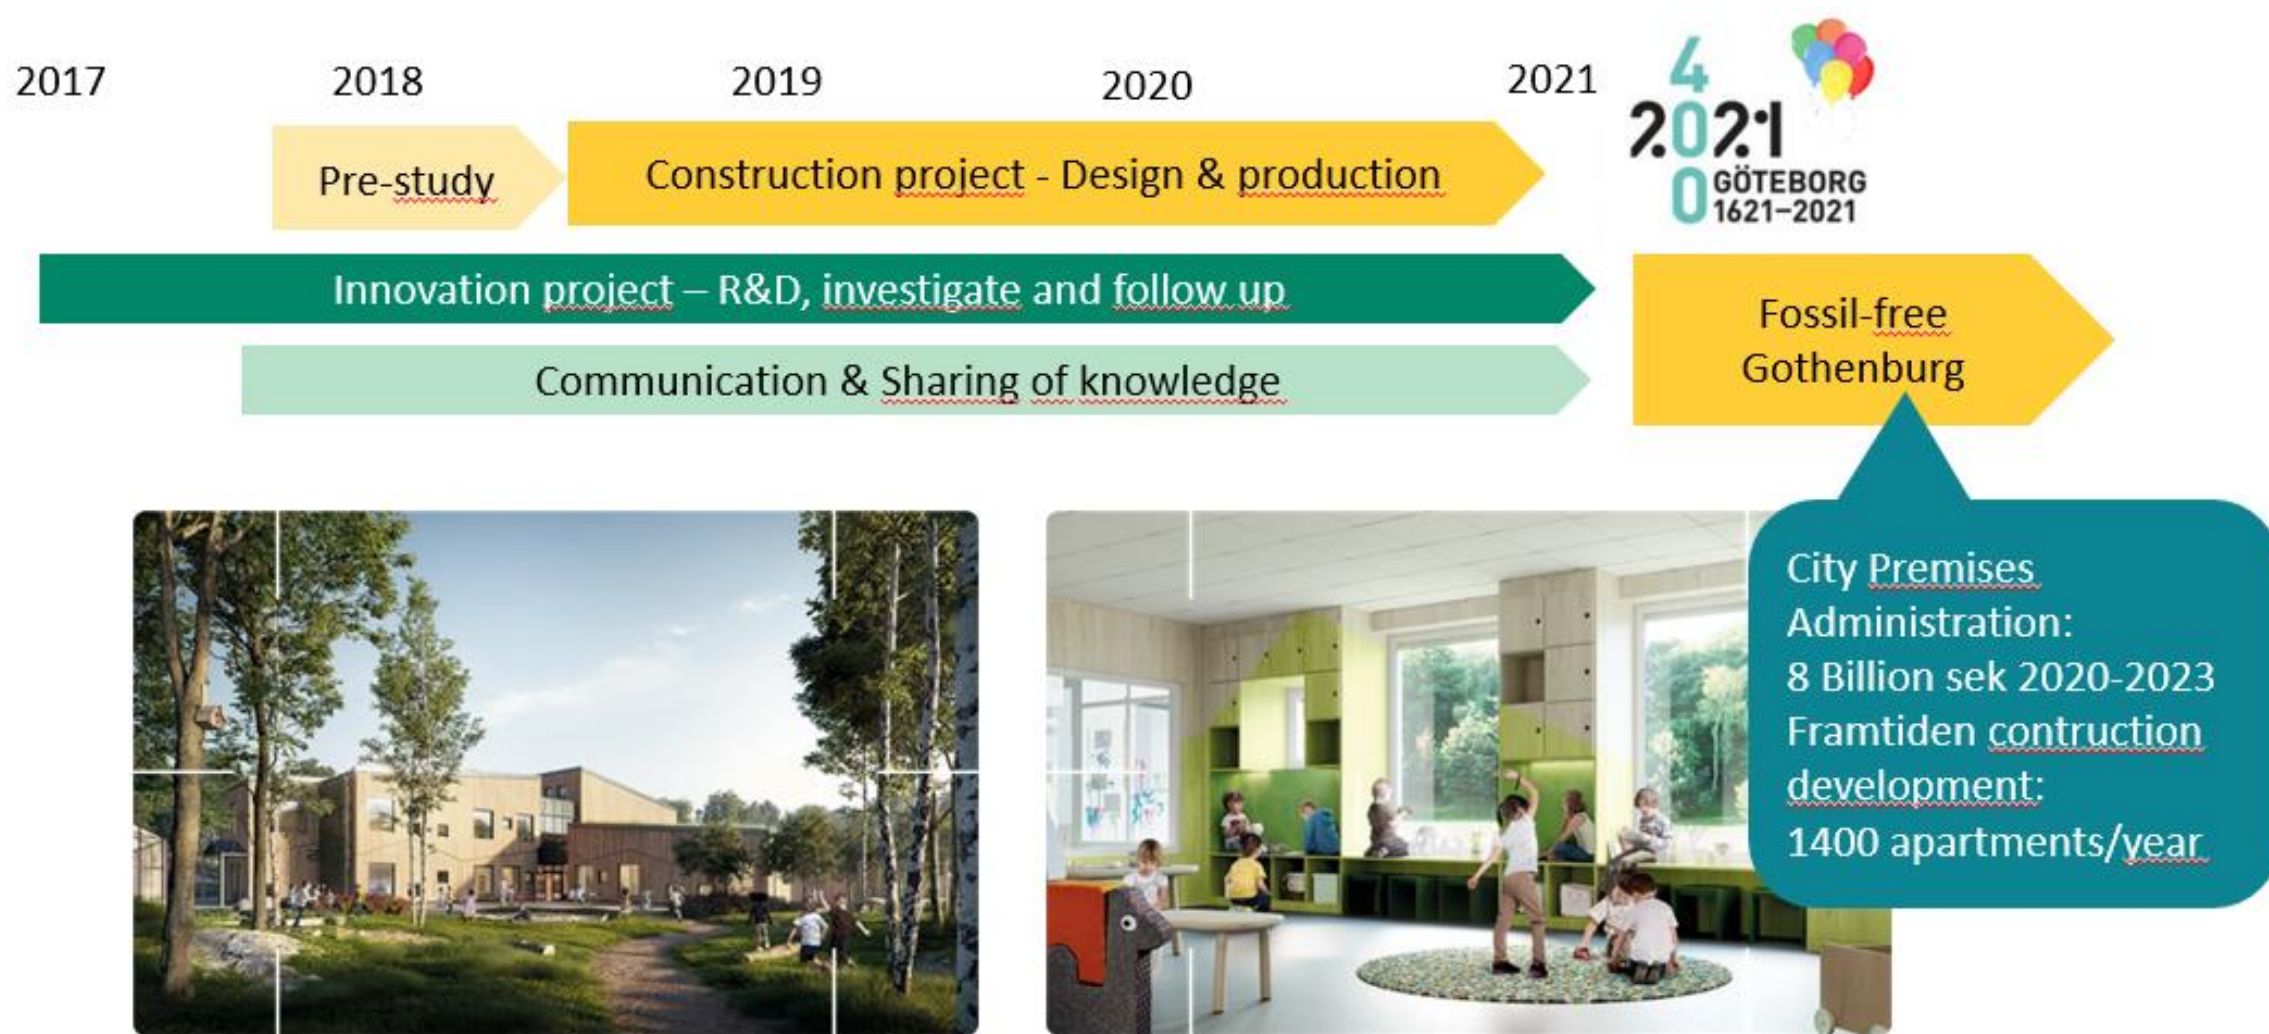 2017
2018
2019
2020
2021
4
2021
0
GÖTEBORG
1621–2021
Pre-study
Construction project - Design & production
Innovation project – R&D, investigate and follow up
Communication & Sharing of knowledge
Fossil-free
Gothenburg
City Premises
Administration:
8 Billion sek 2020-2023
Framtiden contruction
development:
1400 apartments/year